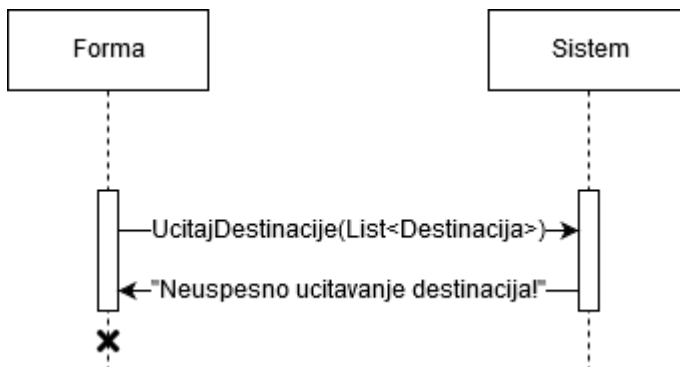 Forma
Sistem
UcitajDestinacije(List<Destinacija>)
"Neuspesno ucitavanje destinacija!"